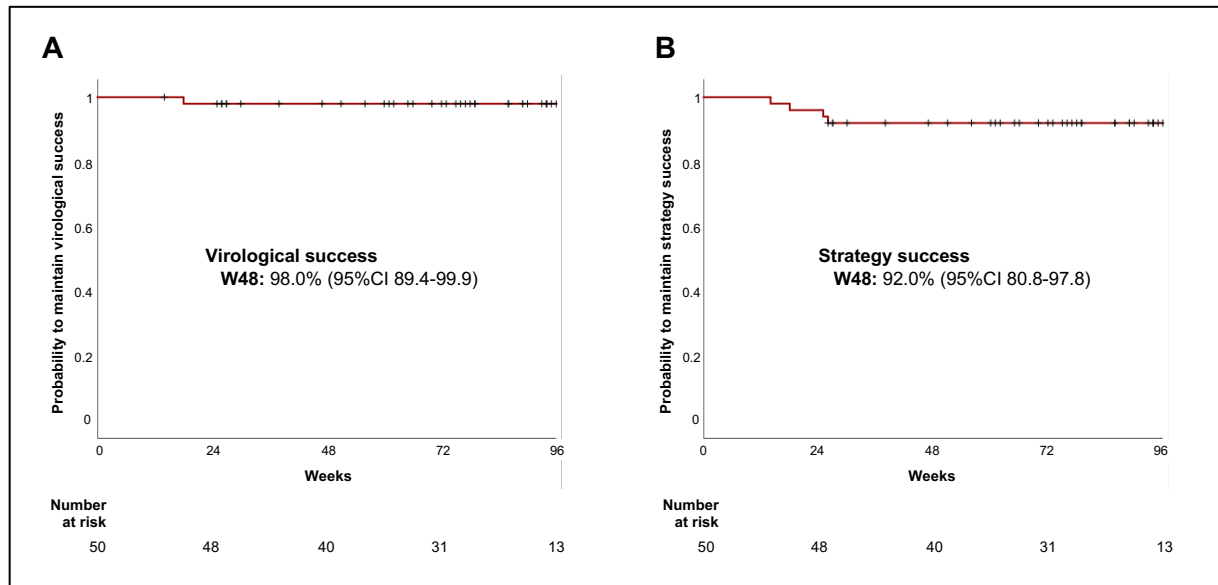 A
Probability to maintain virological success
1
0.8
0.6
0.4
0.2
0
Virological success
W48: 98.0% (95%CI 89.4-99.9)
0 24 48 72 96
Weeks
Number
at risk
50 48 40 31 13
B
Probability to maintain strategy success
1
0.8
0.6
0.4
0.2
0
Strategy success
W48: 92.0% (95%CI 80.8-97.8)
0 24 48 72 96
Weeks
Number
at risk
50 48 40 31 13